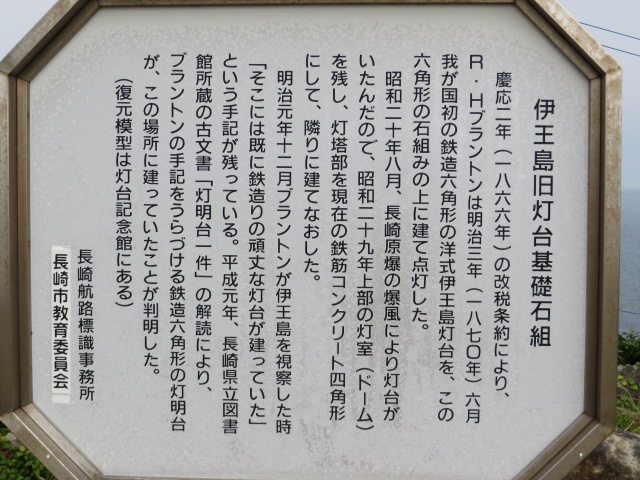 伊王島旧灯台基礎石組
慶応二年（一八六六年）の改税条約により、
R・Hブラントンは明治三年（一八七〇年）六月
我が国初の鉄造六角形の洋式伊王島灯台を、この
六角形の石組みの上に建て点灯した。
昭和二十年八月、長崎原爆の爆風により灯台が
いたんだので、昭和二十九年上部の灯室（ドーム）
を残し、灯塔部を現在の鉄筋コンクリート四角形
にして、隣りに建てなおした。
明治元年十二月ブラントンが伊王島を視察した時
「そこには既に鉄造りの頑丈な灯台が建っていた」
という手記が残っている。平成元年、長崎県立図書
館所蔵の古文書「灯明台一件」の解読により、
ブラントンの手記をうらづける鉄造六角形の灯明台
が、この場所に建っていたことが判明した。
（復元模型は灯台記念館にある）
長崎航路標識事務所
長崎市教育委員会